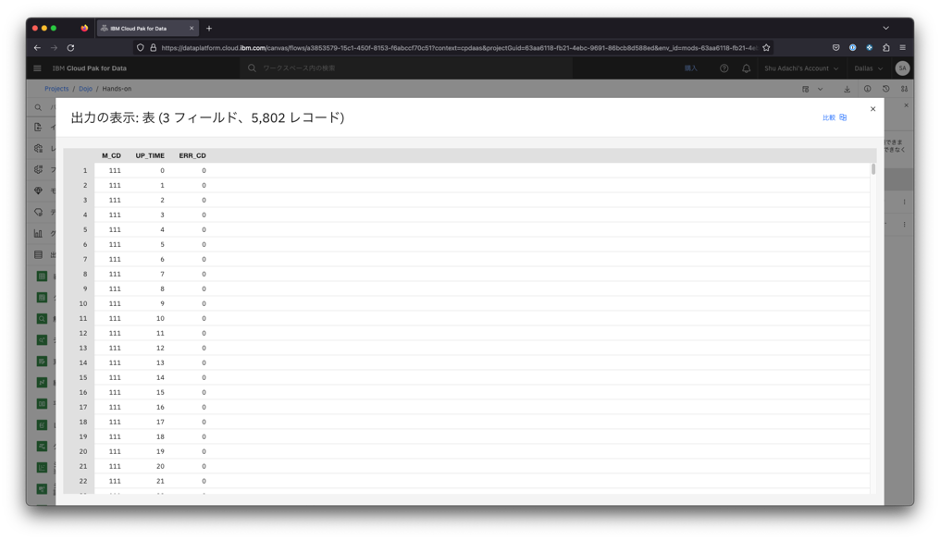 IBM Cloud Pak for Data
https://dataplatform.cloud.ibm.com/canvas/flows/a3853579-15c1-450f-8153-f6abccf70c51?context=cpdaas&projectGuid=63aa6118-fb21-4ebc-9691-86bcb8d588ed&env_id=mods-63aa6118-fb21-4e
IBM Cloud Pak for Data
ワークスペース内の検索
購入
Shu Adachi's Account
Dallas
SA
Projects / Dojo / Hands-on
出力の表示: 表 (3 フィールド、5,802 レコード)
比較
M_CD UP_TIME ERR_CD
1 111 0 0
2 111 1 0
3 111 2 0
4 111 3 0
5 111 4 0
6 111 5 0
7 111 6 0
8 111 7 0
9 111 8 0
10 111 9 0
11 111 10 0
12 111 11 0
13 111 12 0
14 111 13 0
15 111 14 0
16 111 15 0
17 111 16 0
18 111 17 0
19 111 18 0
20 111 19 0
21 111 20 0
22 111 21 0